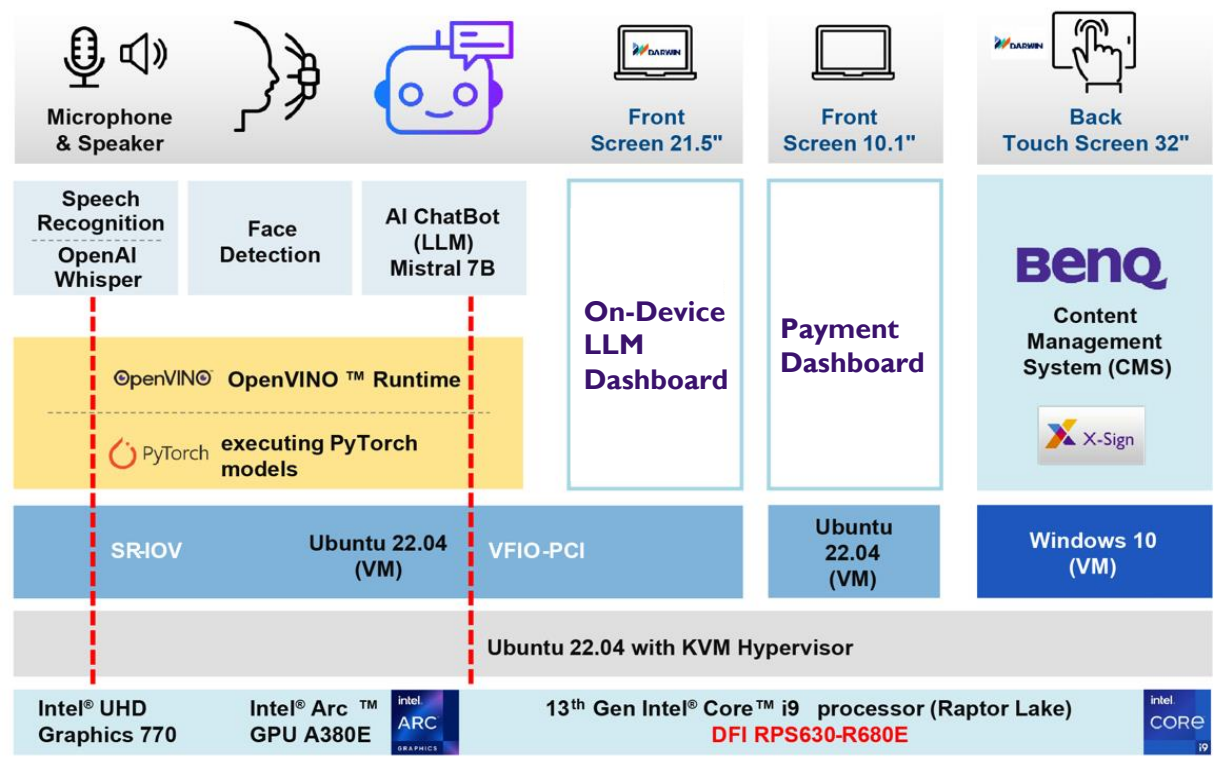 Microphone
& Speaker
DARWIN
Front
Screen 21.5"
Front
Screen 10.1"
DARWIN
Back
Touch Screen 32"
Speech
Recognition
OpenAI
Whisper
Face
Detection
AI ChatBot
(LLM)
Mistral 7B
On-Device
LLM
Dashboard
Payment
Dashboard
BenQ
Content
Management
System (CMS)
X-Sign
OpenVINO OpenVINO ™ Runtime
PyTorch executing PyTorch
models
SR-IOV
Ubuntu 22.04
(VM)
VFIO-PCI
Ubuntu
22.04
(VM)
Windows 10
(VM)
Ubuntu 22.04 with KVM Hypervisor
Intel® UHD
Graphics 770
Intel® Arc ™
GPU A380E
intel.
ARC
GRAPHICS
13th Gen Intel® Core™ i9 processor (Raptor Lake)
DFI RPS630-R680E
intel.
CORE
i9